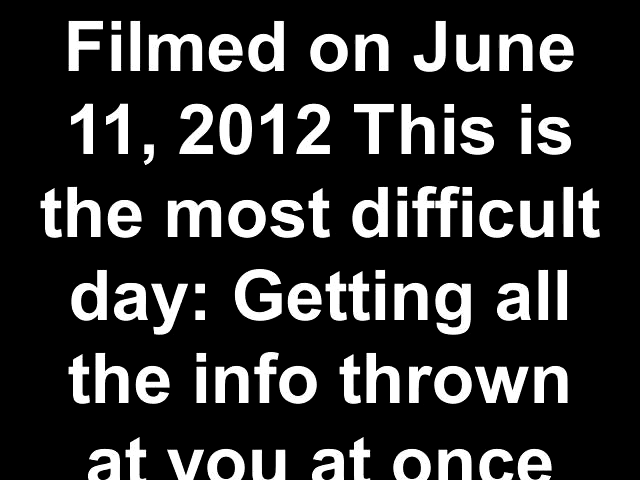 Filmed on June
11, 2012 This is
the most difficult
day: Getting all
the info thrown
at you at once